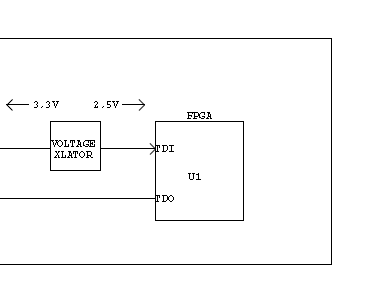 3.3V 2.5V
FPGA
VOLTAGE
XLATOR
TDI
U1
TDO